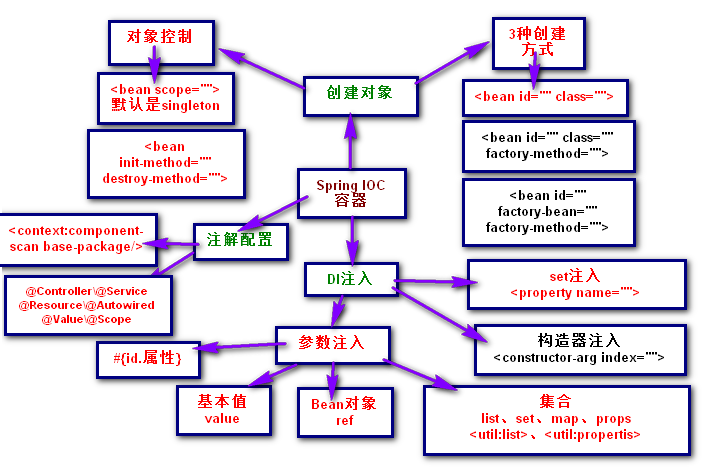 对象控制
3种创建
方式
<bean scope="">
默认是singleton
创建对象
<bean id="" class="">
<bean
init-method=""
destroy-method="">
<bean id="" class=""
factory-method="">
Spring IOC
容器
<bean id=""
factory-bean=""
factory-method="">
<context:component-
scan base-package/>
注解配置
@Controller\@Service
@Resource\@Autowired
@Value\@Scope
DI注入
set注入
<property name="">
构造器注入
<constructor-arg index="">
参数注入
#{id.属性}
基本值
value
Bean对象
ref
集合
list、set、map、props
<util:list>、<util:propertis>